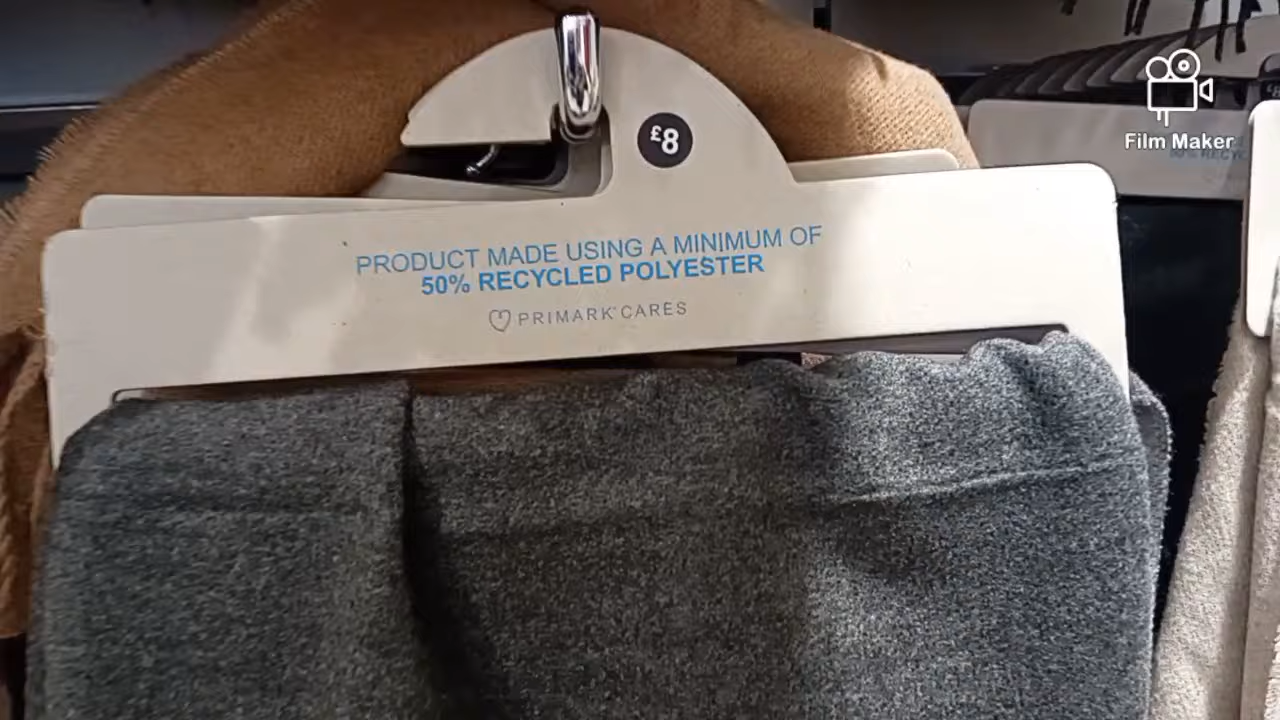 £8
Film Maker
PRODUCT MADE USING A MINIMUM OF
50% RECYCLED POLYESTER
PRIMARK CARES